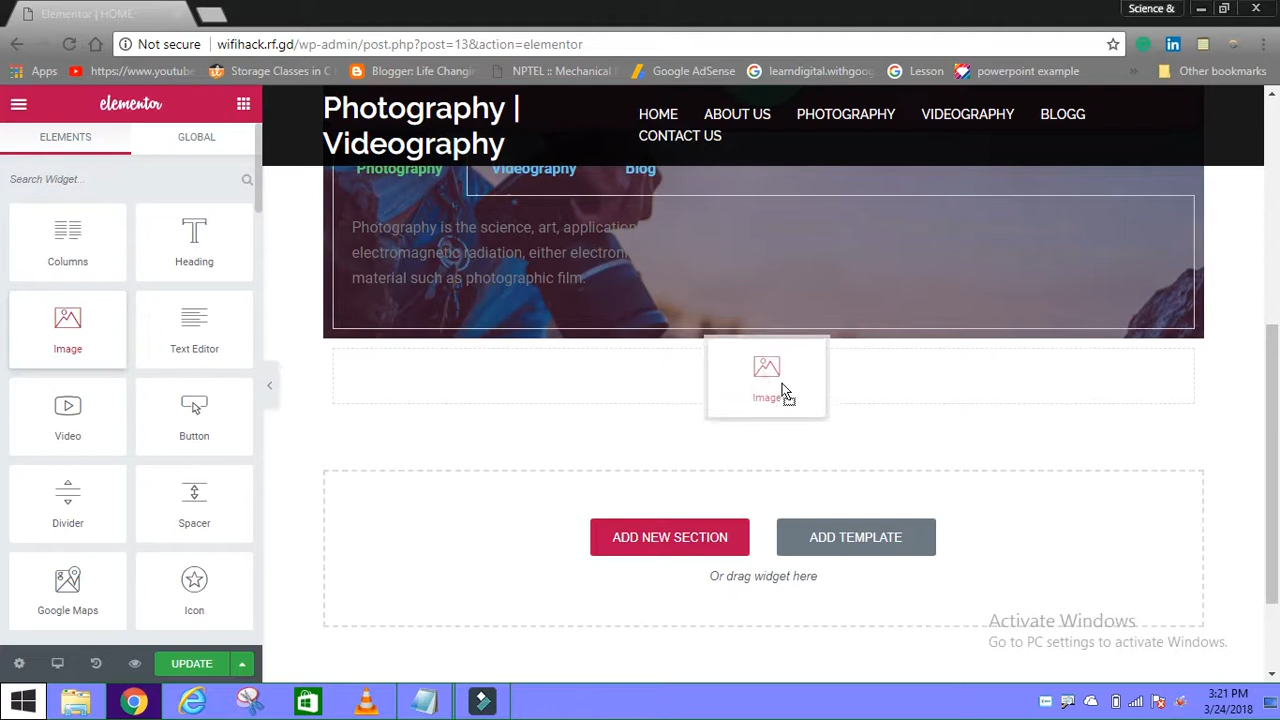 Elementor | HOME
Science &
Not secure
wifihack.rf.gd/wp-admin/post.php?post=13&action=elementor
Apps
https://www.youtube
Storage Classes in C
Blogger: Life Changin
NPTEL :: Mechanical
Google AdSense
learndigital.withgoog
Lesson
powerpoint example
»
Other bookmarks
elementor
ELEMENTS
GLOBAL
Search Widget...
Columns
Heading
Image
Text Editor
Video
Button
Divider
Spacer
Google Maps
Icon
UPDATE
Photography |
Videography
HOME
ABOUT US
PHOTOGRAPHY
VIDEOGRAPHY
BLOGG
CONTACT US
Photography
Videography
Blog
Photography is the science, art, application
electromagnetic radiation, either electroni
material such as photographic film.
Image
ADD NEW SECTION
ADD TEMPLATE
Or drag widget here
Activate Windows
Go to PC settings to activate Windows.
3:21 PM
3/24/2018